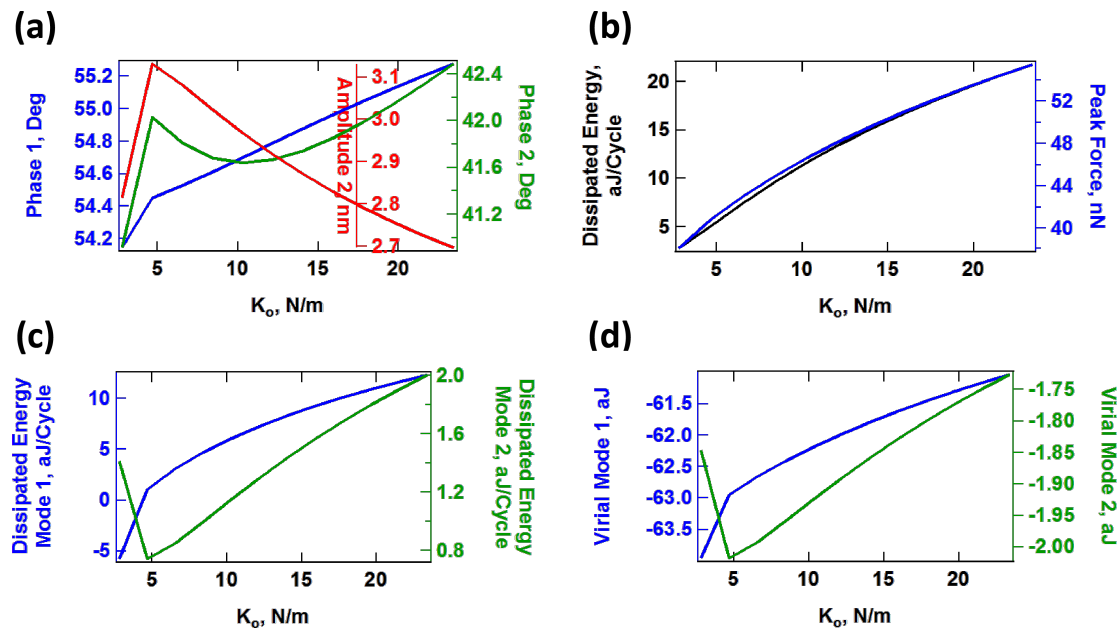 (a)
Phase 1, Deg
55.2
55.0
54.8
54.6
54.4
54.2
Amplitude 2 nm
3.1
3.0
2.9
2.8
2.7
Phase 2, Deg
42.4
42.0
41.6
41.2
5 10 15 20
Ko, N/m
(b)
Dissipated Energy,
aJ/Cycle
20
15
10
5
Peak Force, nN
52
48
44
40
5 10 15 20
Ko, N/m
(c)
Dissipated Energy
Mode 1, aJ/Cycle
10
5
0
-5
Dissipated Energy
Mode 2, aJ/Cycle
2.0
1.6
1.2
0.8
5 10 15 20
Ko, N/m
(d)
Virial Mode 1, aJ
-61.5
-62.0
-62.5
-63.0
-63.5
Virial Mode 2, aJ
-1.75
-1.80
-1.85
-1.90
-1.95
-2.00
5 10 15 20
Ko, N/m